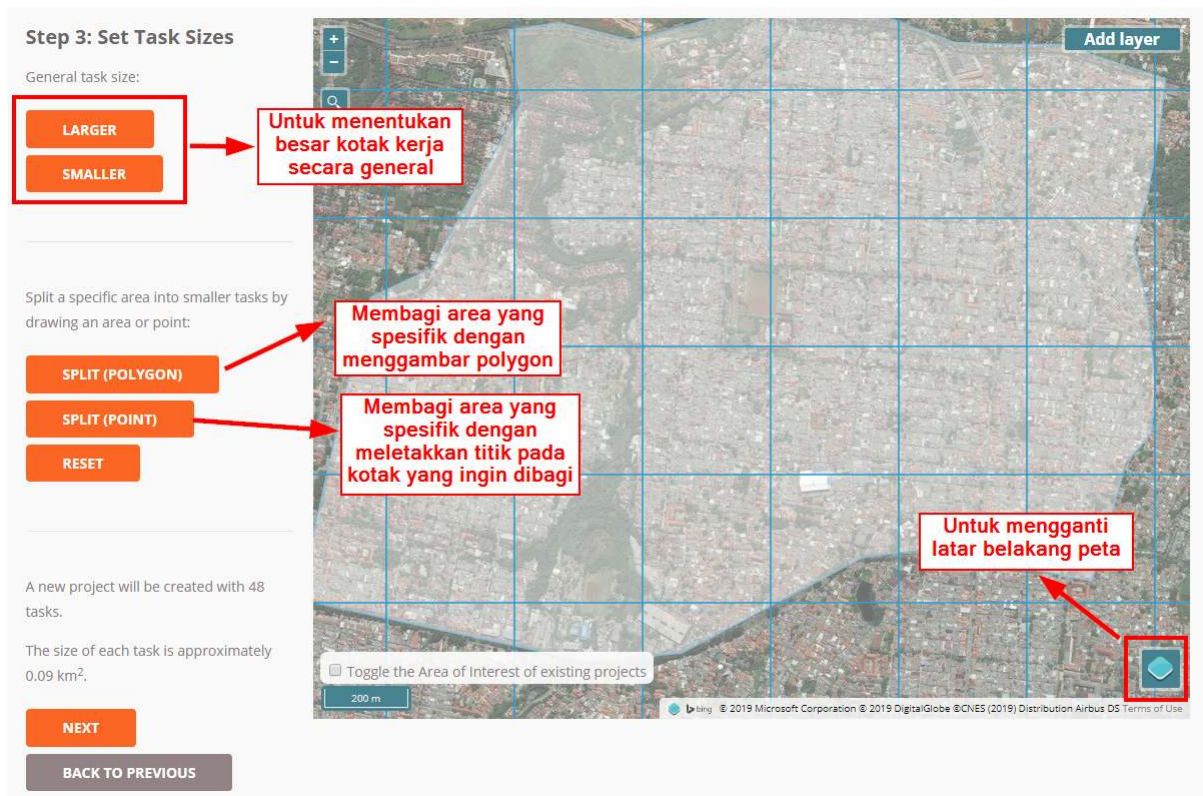 Step 3: Set Task Sizes
General task size:
LARGER
SMALLER
Untuk menentukan
besar kotak kerja
secara general
Split a specific area into smaller tasks by
drawing an area or point:
SPLIT (POLYGON)
SPLIT (POINT)
RESET
Membagi area yang
spesifik dengan
menggambar polygon
Membagi area yang
spesifik dengan
meletakkan titik pada
kotak yang ingin dibagi
A new project will be created with 48
tasks.
The size of each task is approximately
0.09 km².
NEXT
BACK TO PREVIOUS
+
−
Add layer
Untuk mengganti
latar belakang peta
Toggle the Area of Interest of existing projects
200 m
bing © 2019 Microsoft Corporation © 2019 DigitalGlobe ©CNES (2019) Distribution Airbus DS Terms of Use